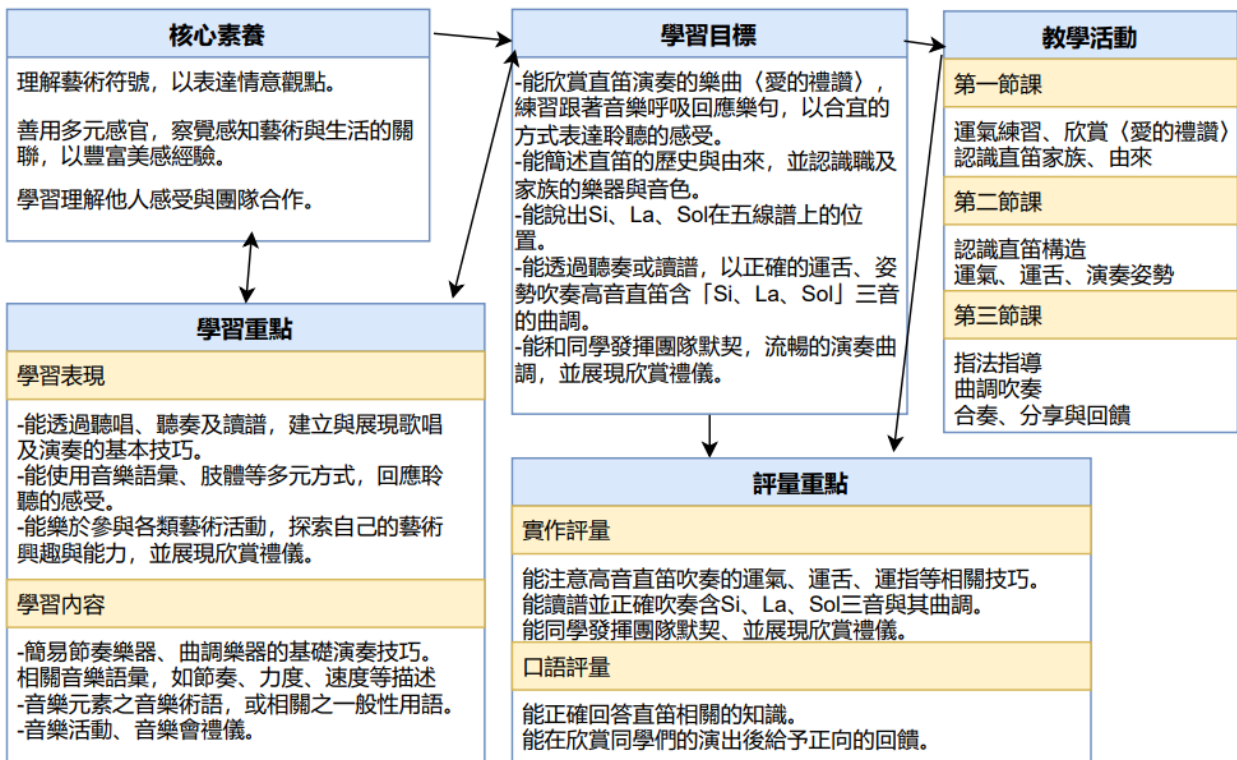 核心素養
理解藝術符號，以表達情意觀點。
善用多元感官，察覺感知藝術與生活的關
聯，以豐富美感經驗。
學習理解他人感受與團隊合作。
學習重點
學習表現
-能透過聽唱、聽奏及讀譜，建立與展現歌唱
及演奏的基本技巧。
-能使用音樂語彙、肢體等多元方式，回應聆
聽的感受。
-能樂於參與各類藝術活動，探索自己的藝術
興趣與能力，並展現欣賞禮儀。
學習內容
-簡易節奏樂器、曲調樂器的基礎演奏技巧。
相關音樂語彙，如節奏、力度、速度等描述
-音樂元素之音樂術語，或相關之一般性用語。
-音樂活動、音樂會禮儀。
學習目標
-能欣賞直笛演奏的樂曲〈愛的禮讚〉，
練習跟著音樂呼吸回應樂句，以合宜的
方式表達聆聽的感受。
-能簡述直笛的歷史與由來，並認識職及
家族的樂器與音色。
-能說出Si、La、Sol在五線譜上的位
置。
-能透過聽奏或讀譜，以正確的運舌、姿
勢吹奏高音直笛含「Si、La、Sol」三音
的曲調。
-能和同學發揮團隊默契，流暢的演奏曲
調，並展現欣賞禮儀。
教學活動
第一節課
運氣練習、欣賞〈愛的禮讚〉
認識直笛家族、由來
第二節課
認識直笛構造
運氣、運舌、演奏姿勢
第三節課
指法指導
曲調吹奏
合奏、分享與回饋
評量重點
實作評量
能注意高音直笛吹奏的運氣、運舌、運指等相關技巧。
能讀譜並正確吹奏含Si、La、Sol三音與其曲調。
能同學發揮團隊默契、並展現欣賞禮儀。
口語評量
能正確回答直笛相關的知識。
能在欣賞同學們的演出後給予正向的回饋。